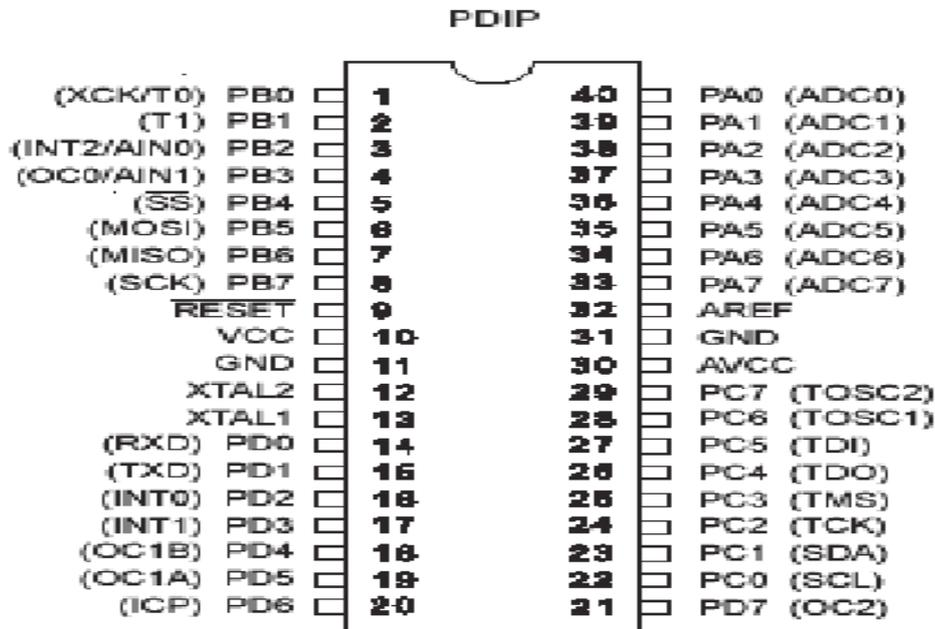 PDIP
(XCK/T0) PB0 1 40 PA0 (ADC0)
(T1) PB1 2 39 PA1 (ADC1)
(INT2/AIN0) PB2 3 38 PA2 (ADC2)
(OC0/AIN1) PB3 4 37 PA3 (ADC3)
(SS) PB4 5 36 PA4 (ADC4)
(MOSI) PB5 6 35 PA5 (ADC5)
(MISO) PB6 7 34 PA6 (ADC6)
(SCK) PB7 8 33 PA7 (ADC7)
RESET 9 32 AREF
VCC 10 31 GND
GND 11 30 AVCC
XTAL2 12 29 PC7 (TOSC2)
XTAL1 13 28 PC6 (TOSC1)
(RXD) PD0 14 27 PC5 (TDI)
(TXD) PD1 15 26 PC4 (TDO)
(INT0) PD2 16 25 PC3 (TMS)
(INT1) PD3 17 24 PC2 (TCK)
(OC1B) PD4 18 23 PC1 (SDA)
(OC1A) PD5 19 22 PC0 (SCL)
(ICP) PD6 20 21 PD7 (OC2)